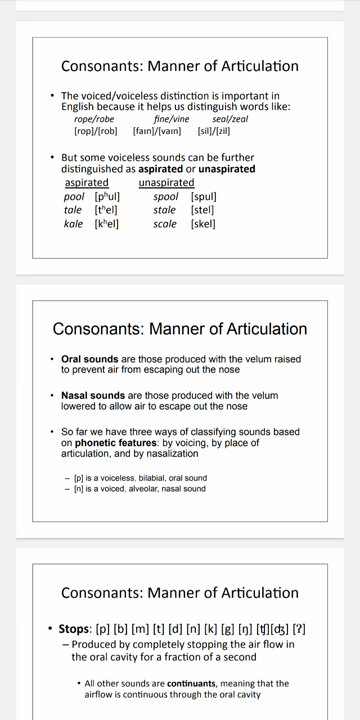 Consonants: Manner of Articulation
• The voiced/voiceless distinction is important in
English because it helps us distinguish words like:
rope/robe fine/vine seal/zeal
[rop]/[rob] [faɪn]/[vaɪn] [sil]/[zil]
• But some voiceless sounds can be further
distinguished as aspirated or unaspirated
aspirated unaspirated
pool [pʰul] spool [spul]
tale [tʰel] stale [stel]
kale [kʰel] scale [skel]
Consonants: Manner of Articulation
• Oral sounds are those produced with the velum raised
to prevent air from escaping out the nose
• Nasal sounds are those produced with the velum
lowered to allow air to escape out the nose
• So far we have three ways of classifying sounds based
on phonetic features: by voicing, by place of
articulation, and by nasalization
– [p] is a voiceless, bilabial, oral sound
– [n] is a voiced, alveolar, nasal sound
Consonants: Manner of Articulation
• Stops: [p] [b] [m] [t] [d] [n] [k] [g] [ŋ] [ʧ][ʤ] [ʔ]
– Produced by completely stopping the air flow in
the oral cavity for a fraction of a second
• All other sounds are continuants, meaning that the
airflow is continuous through the oral cavity